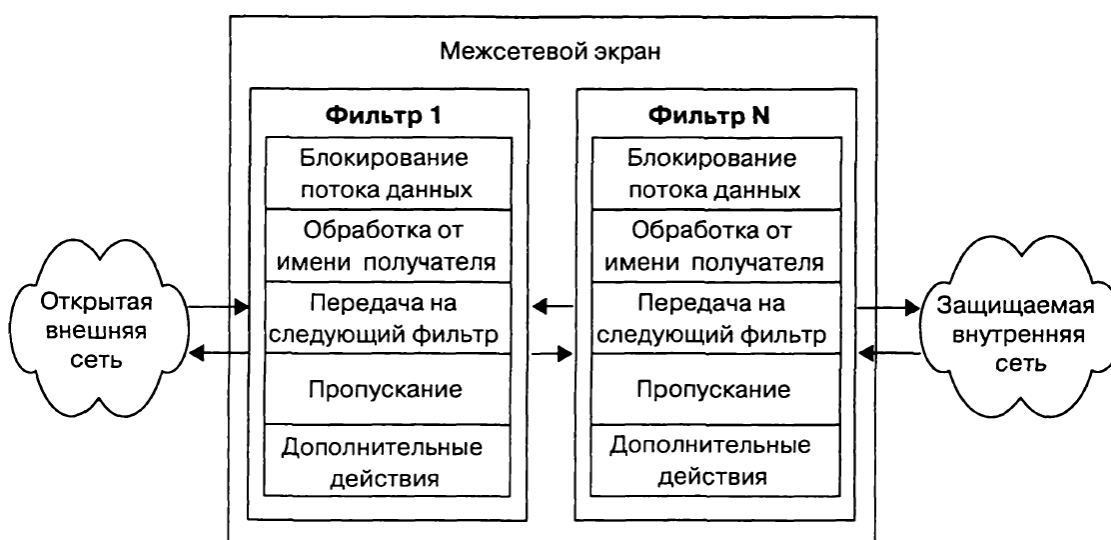 Межсетевой экран
Фильтр 1
Блокирование
потока данных
Обработка от
имени получателя
Передача на
следующий фильтр
Пропускание
Дополнительные
действия
Фильтр N
Блокирование
потока данных
Обработка от
имени получателя
Передача на
следующий фильтр
Пропускание
Дополнительные
действия
Открытая
внешняя
сеть
Защищаемая
внутренняя
сеть